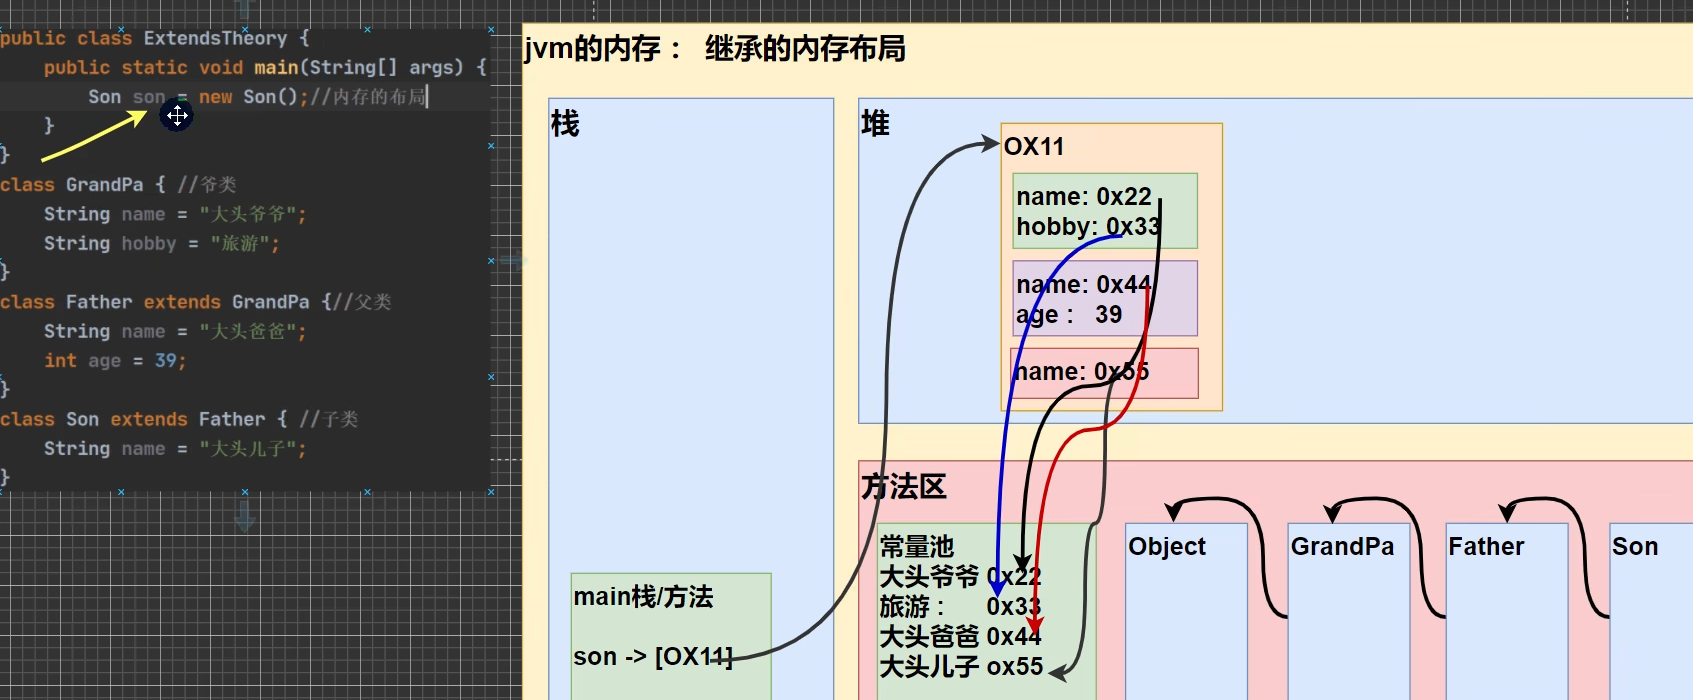 public class ExtendsTheory {
public static void main(String[] args) {
Son son = new Son();//内存的布局
}
}
class GrandPa { //爷类
String name = "大头爷爷";
String hobby = "旅游";
}
class Father extends GrandPa {//父类
String name = "大头爸爸";
int age = 39;
}
class Son extends Father { //子类
String name = "大头儿子";
}
jvm的内存： 继承的内存布局
栈
main栈/方法
son -> [OX11]
堆
OX11
name: 0x22
hobby: 0x33
name: 0x44
age： 39
name: 0x55
方法区
常量池
大头爷爷 0x22
旅游： 0x33
大头爸爸 0x44
大头儿子 ox55
Object
GrandPa
Father
Son